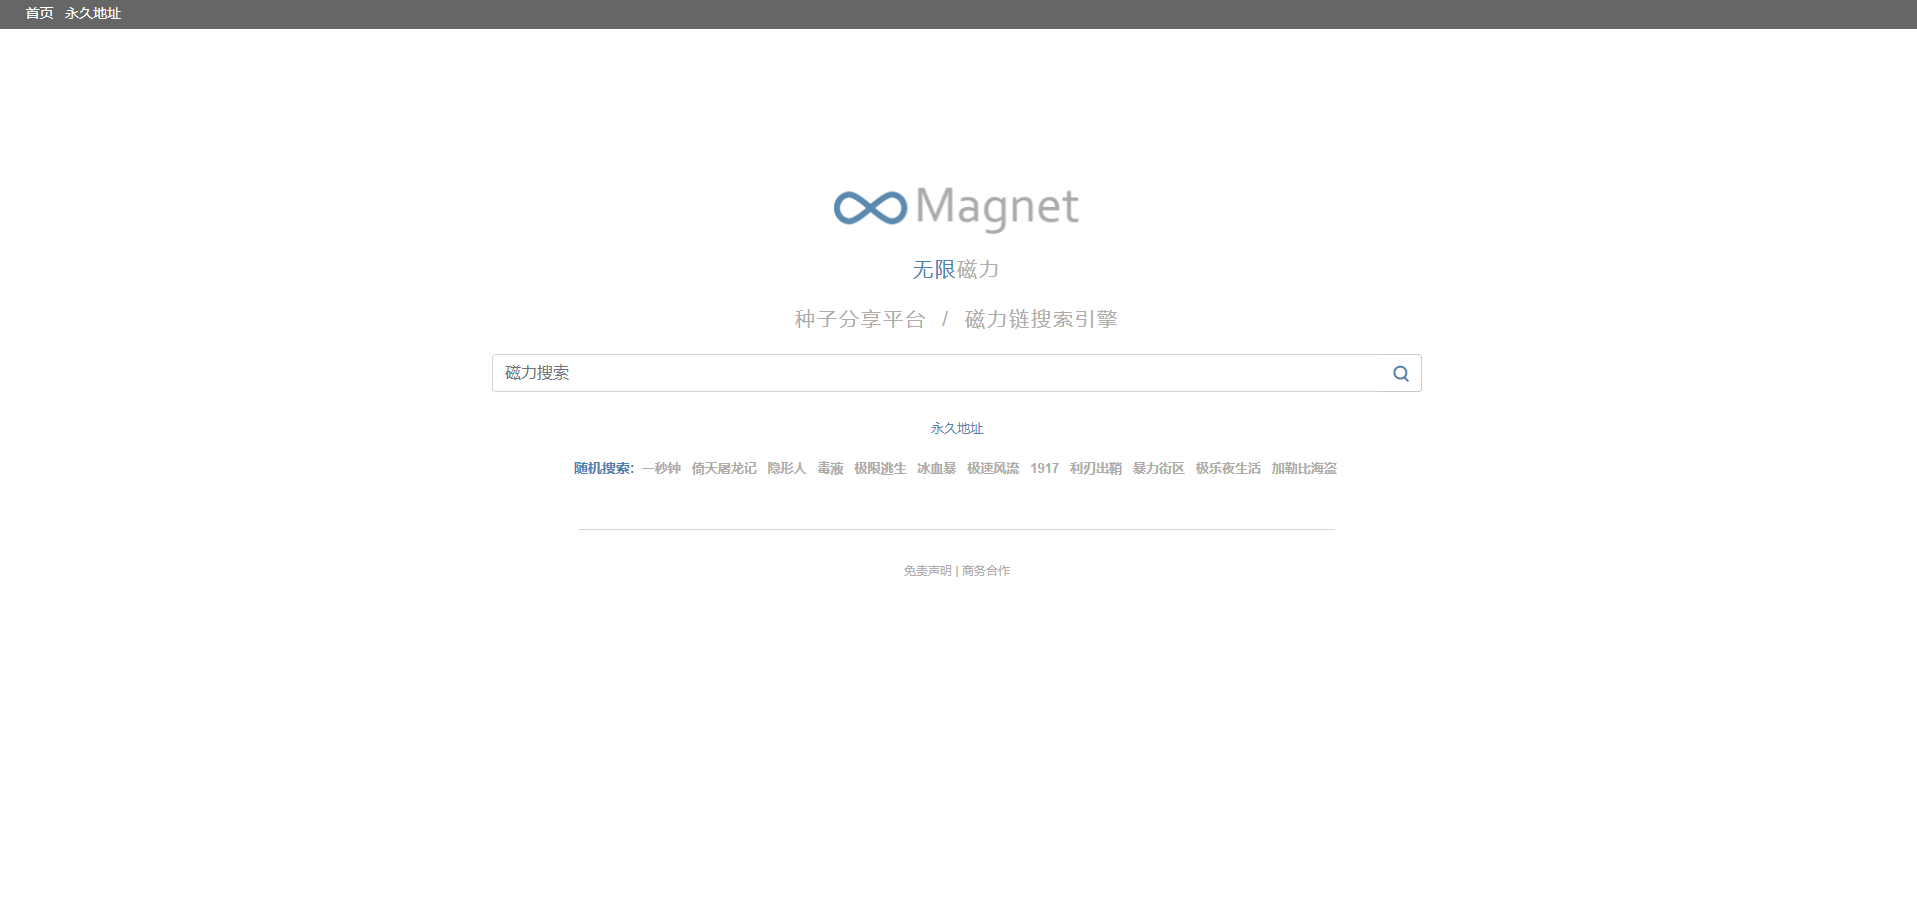 首页 永久地址
Magnet
无限磁力
种子分享平台 / 磁力链搜索引擎
磁力搜索
永久地址
随机搜索: 一秒钟 倚天屠龙记 隐形人 毒液 极限逃生 冰血暴 极速风流 1917 利刃出鞘 暴力街区 极乐夜生活 加勒比海盗
免责声明 | 商务合作